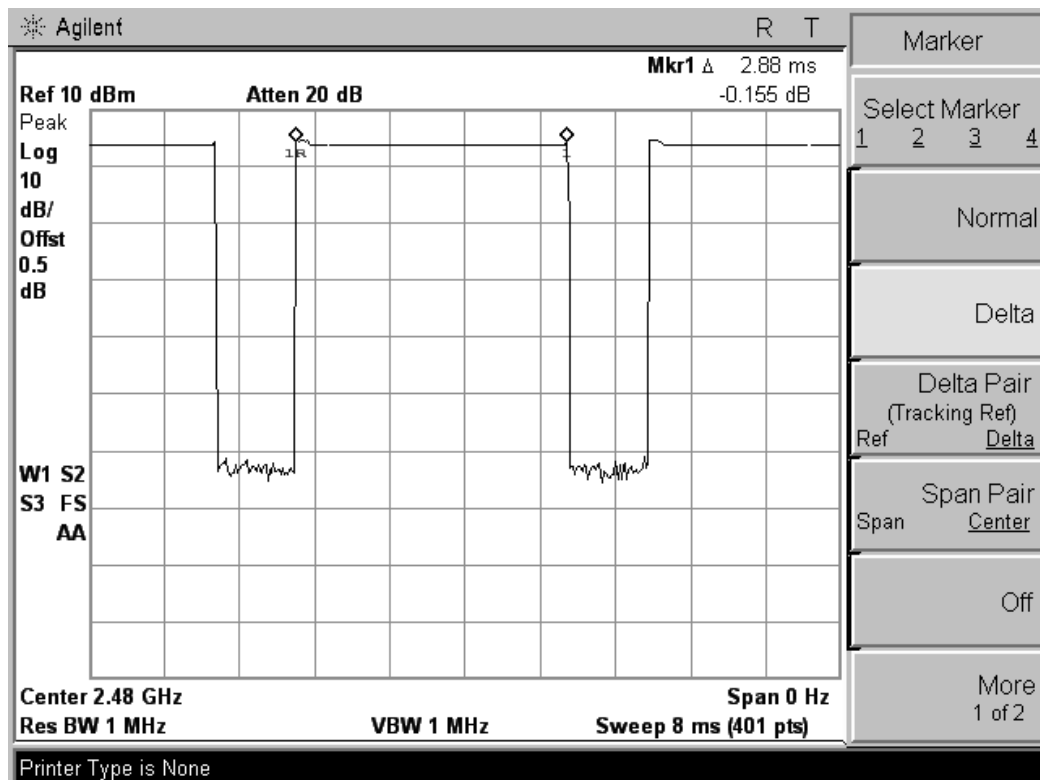 Agilent
R T
Mkr1 Δ 2.88 ms
Ref 10 dBm
Atten 20 dB
-0.155 dB
Peak
Log
10
dB/
Offst
0.5
dB
1R
1
W1 S2
S3 FS
AA
Center 2.48 GHz
Span 0 Hz
Res BW 1 MHz
VBW 1 MHz
Sweep 8 ms (401 pts)
Printer Type is None
Marker
Select Marker
1 2 3 4
Normal
Delta
Delta Pair
(Tracking Ref)
Ref Delta
Span Pair
Span Center
Off
More
1 of 2